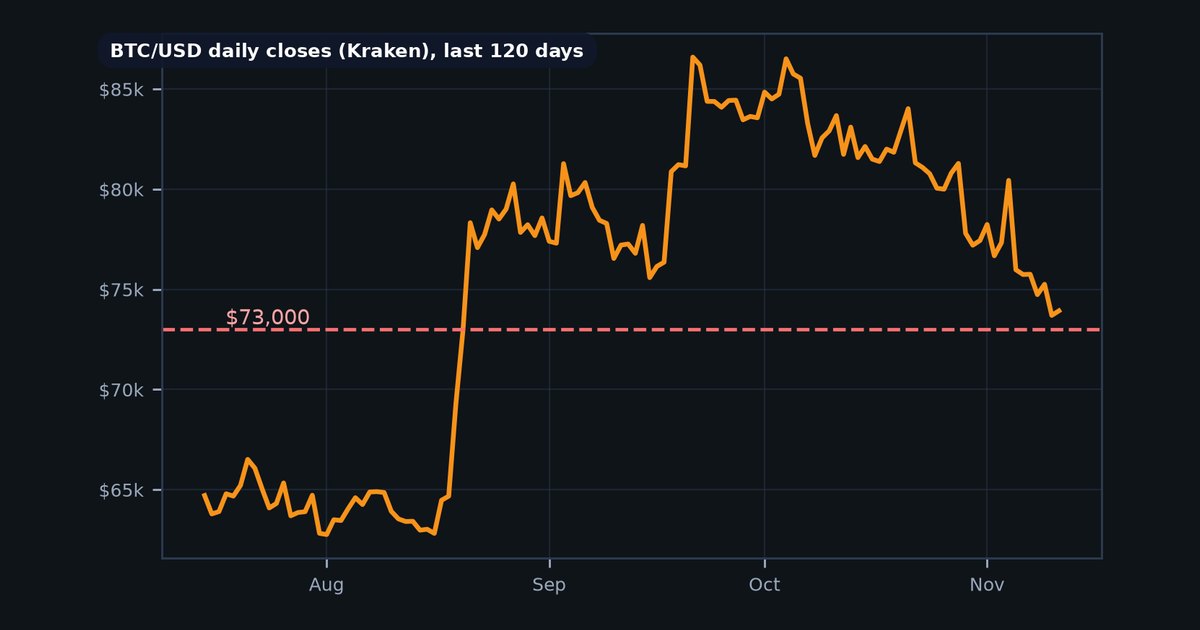 BTC/USD daily closes (Kraken), last 120 days
$85k
$80k
$75k
$73,000
$70k
$65k
Aug Sep Oct Nov